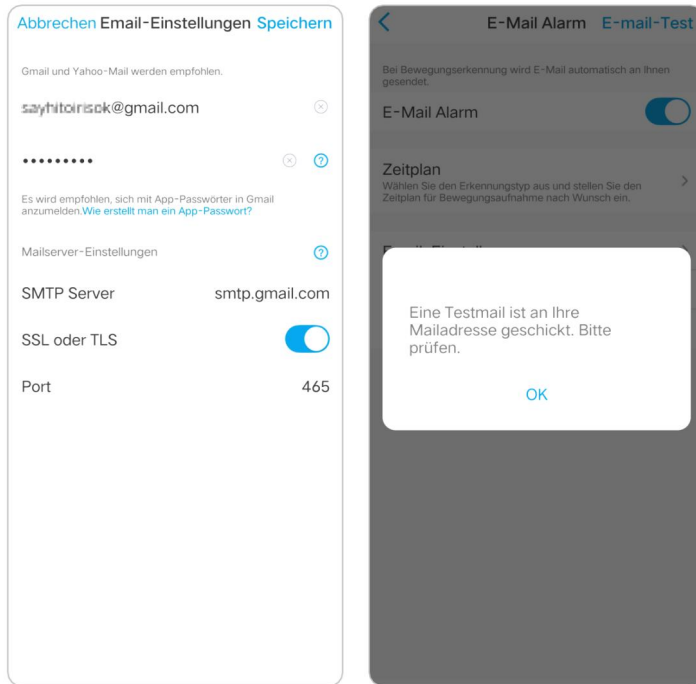 Abbrechen Email-Einstellungen Speichern
Gmail und Yahoo-Mail werden empfohlen.
@gmail.com
•••••••••
Es wird empfohlen, sich mit App-Passwörter in Gmail
anzumelden.Wie erstellt man ein App-Passwort?
Mailserver-Einstellungen
SMTP Server smtp.gmail.com
SSL oder TLS
Port 465
E-Mail Alarm E-mail-Test
Bei Bewegungserkennung wird E-Mail automatisch an Ihnen
gesendet.
E-Mail Alarm
Zeitplan
Wählen Sie den Erkennungstyp aus und stellen Sie den
Zeitplan für Bewegungsaufnahme nach Wunsch ein.
Eine Testmail ist an Ihre
Mailadresse geschickt. Bitte
prüfen.
OK